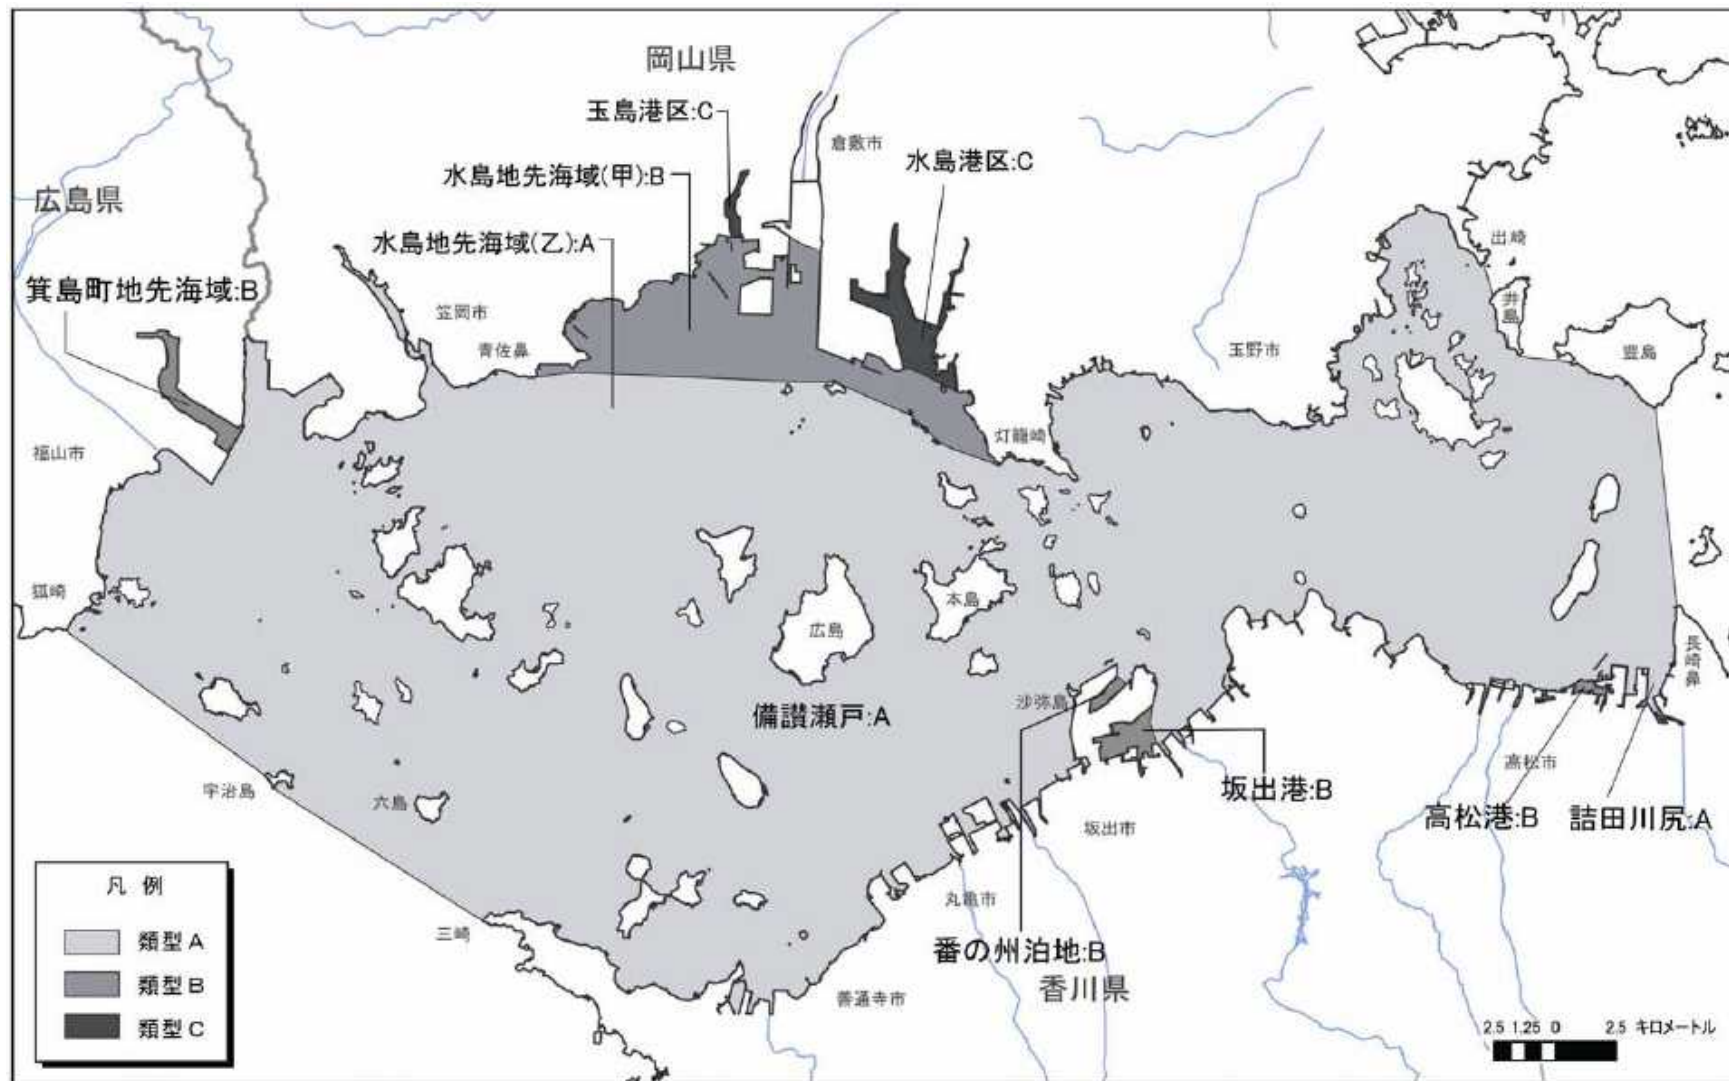 岡山県
玉島港区:C
倉敷市
水島港区:C
水島地先海域(甲):B
広島県
水島地先海域(乙):A
出崎
箕島町地先海域:B
井島
笠岡市
青佐鼻
玉野市
豊島
灯籠崎
福山市
狐崎
本島
広島
長崎鼻
沙弥島
備讃瀬戸:A
高松市
宇治島
六島
坂出港:B
高松港:B
詰田川尻:A
坂出市
凡例
丸亀市
類型A
三崎
番の州泊地:B
類型B
香川県
善通寺市
類型C
2.5 1.25 0 2.5 キロメートル